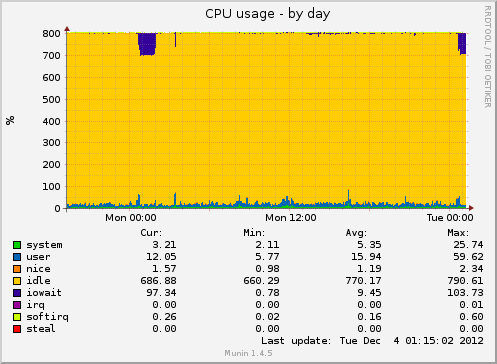 CPU usage - by day
RRDTOOL / TOBI OETIKER
%
800
700
600
500
400
300
200
100
0
Mon 00:00 Mon 12:00 Tue 00:00
Cur: Min: Avg: Max:
system 3.21 2.11 5.35 25.74
user 12.05 5.77 15.94 59.62
nice 1.57 0.98 1.19 2.34
idle 686.88 660.29 770.17 790.61
iowait 97.34 0.78 9.45 103.73
irq 0.00 0.00 0.00 0.01
softirq 0.26 0.02 0.16 0.60
steal 0.00 0.00 0.00 0.00
Last update: Tue Dec 4 01:15:02 2012
Munin 1.4.5